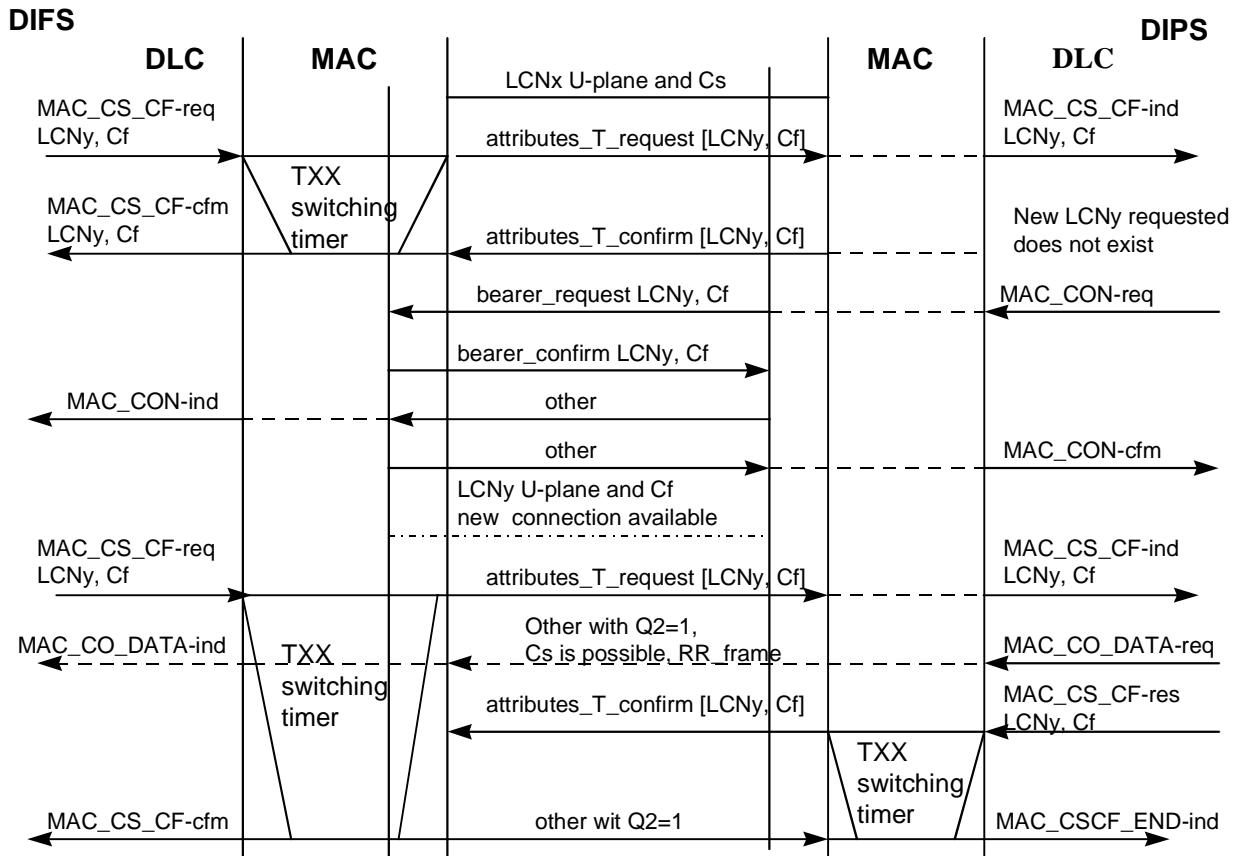 DIFS
DIPS
DLC
MAC
MAC
DLC
LCNx U-plane and Cs
MAC_CS_CF-req
LCNy, Cf
attributes_T_request [LCNy, Cf]
MAC_CS_CF-ind
LCNy, Cf
TXX
switching
timer
MAC_CS_CF-cfm
LCNy, Cf
attributes_T_confirm [LCNy, Cf]
New LCNy requested
does not exist
bearer_request LCNy, Cf
MAC_CON-req
bearer_confirm LCNy, Cf
MAC_CON-ind
other
other
MAC_CON-cfm
LCNy U-plane and Cf
new connection available
MAC_CS_CF-req
LCNy, Cf
attributes_T_request [LCNy, Cf]
MAC_CS_CF-ind
LCNy, Cf
MAC_CO_DATA-ind
TXX
switching
timer
Other with Q2=1,
Cs is possible, RR_frame
MAC_CO_DATA-req
attributes_T_confirm [LCNy, Cf]
MAC_CS_CF-res
LCNy, Cf
TXX
switching
timer
MAC_CS_CF-cfm
other wit Q2=1
MAC_CSCF_END-ind